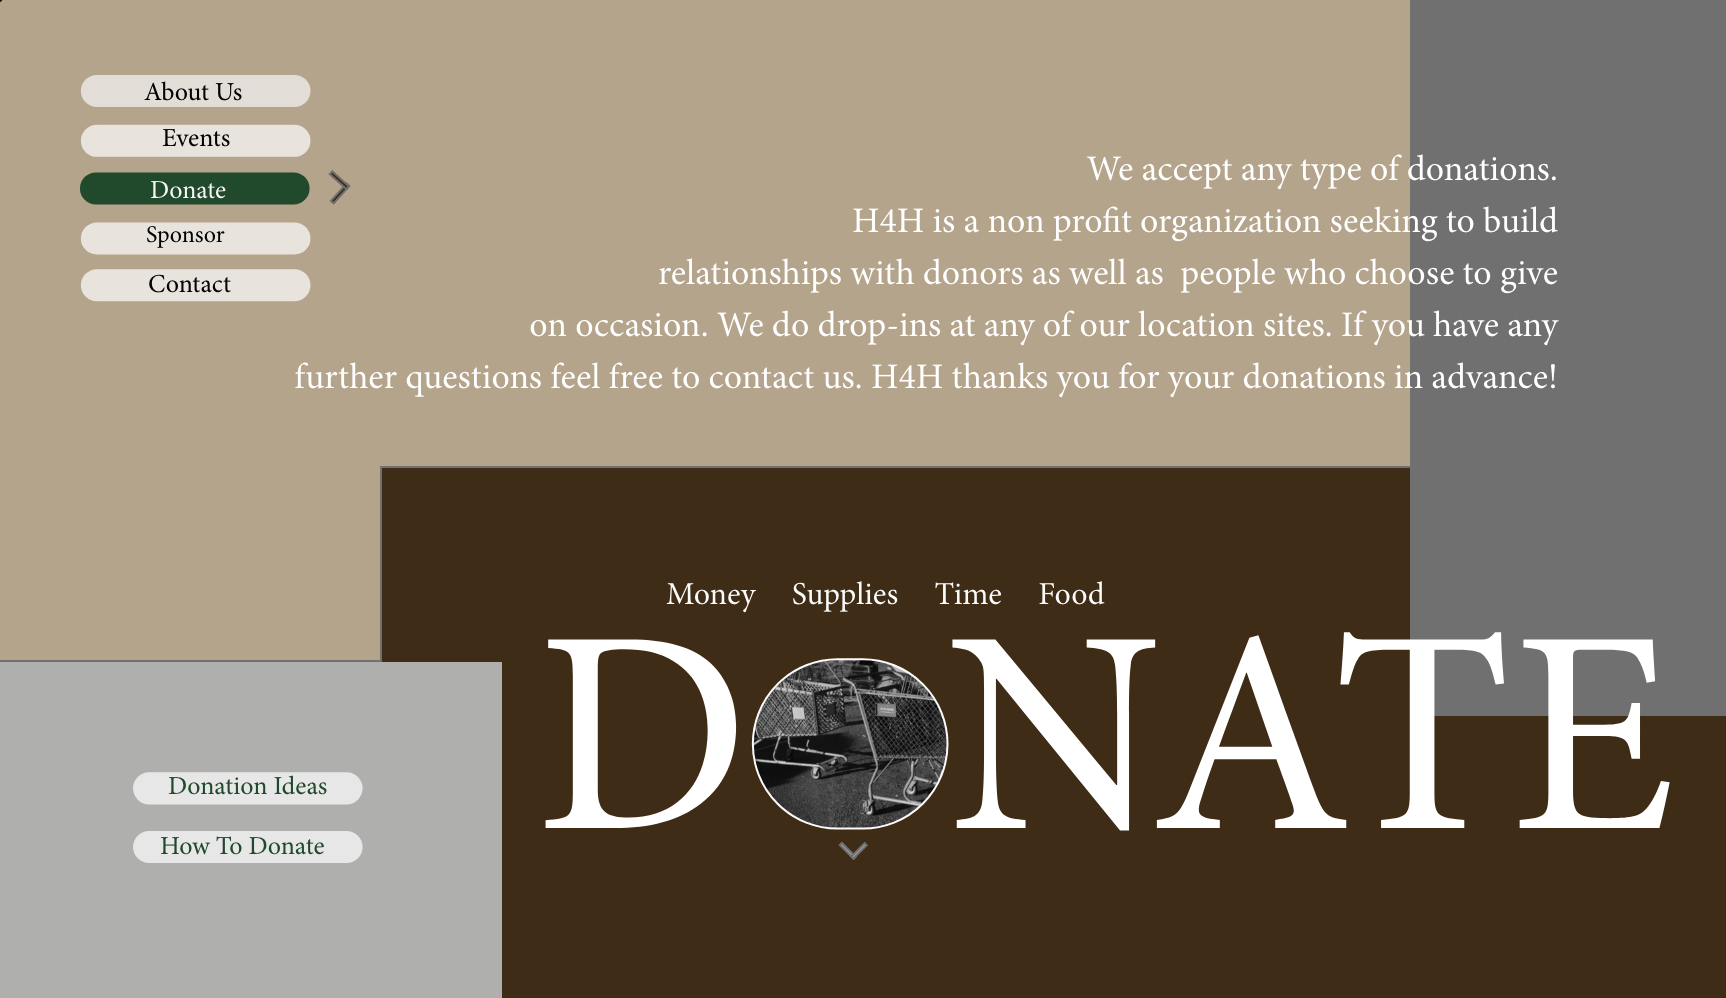 About Us
Events
Donate
Sponsor
Contact
We accept any type of donations.
H4H is a non profit organization seeking to build
relationships with donors as well as  people who choose to give
on occasion. We do drop-ins at any of our location sites. If you have any
further questions feel free to contact us. H4H thanks you for your donations in advance!
Money Supplies Time Food
D NATE
Donation Ideas
How To Donate